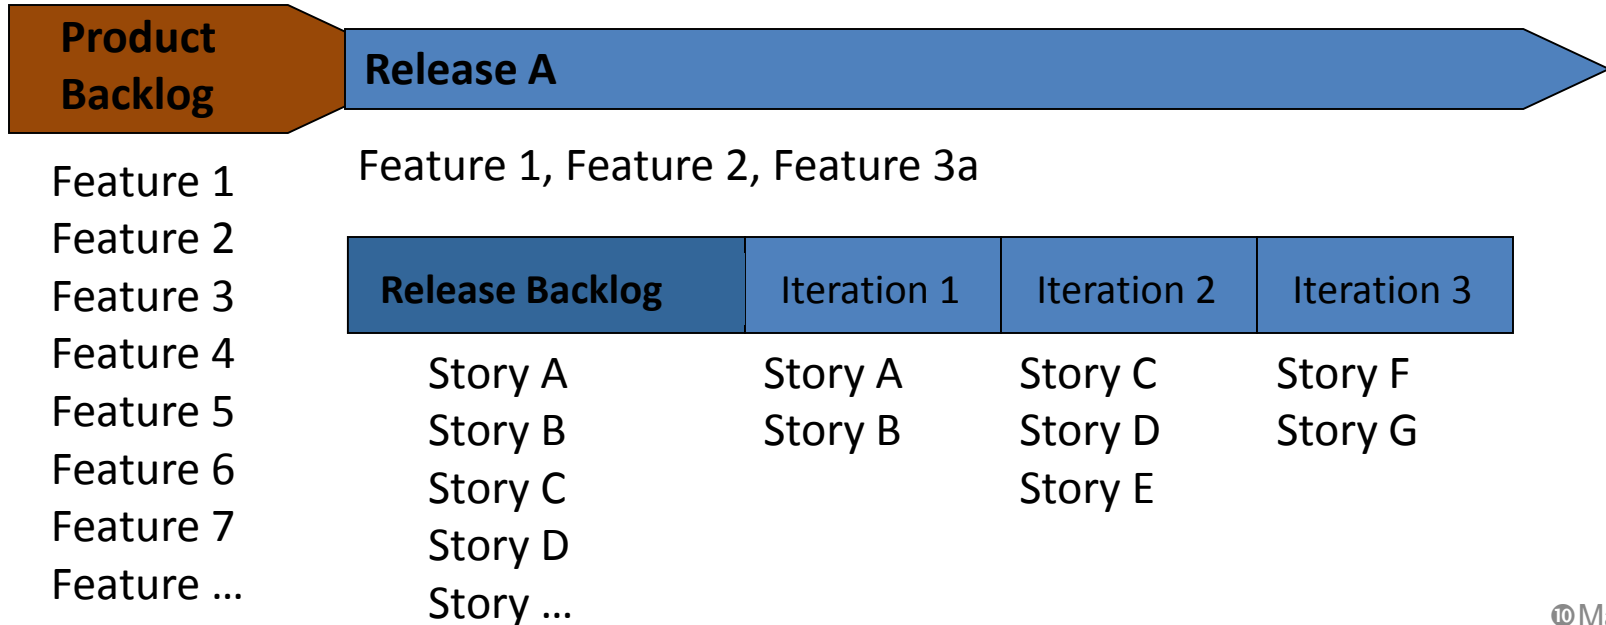 Product
Backlog
Release A
Feature 1
Feature 2
Feature 3
Feature 4
Feature 5
Feature 6
Feature 7
Feature ...
Feature 1, Feature 2, Feature 3a
Release Backlog
Story A
Story B
Story C
Story D
Story ...
Iteration 1
Story A
Story B
Iteration 2
Story C
Story D
Story E
Iteration 3
Story F
Story G